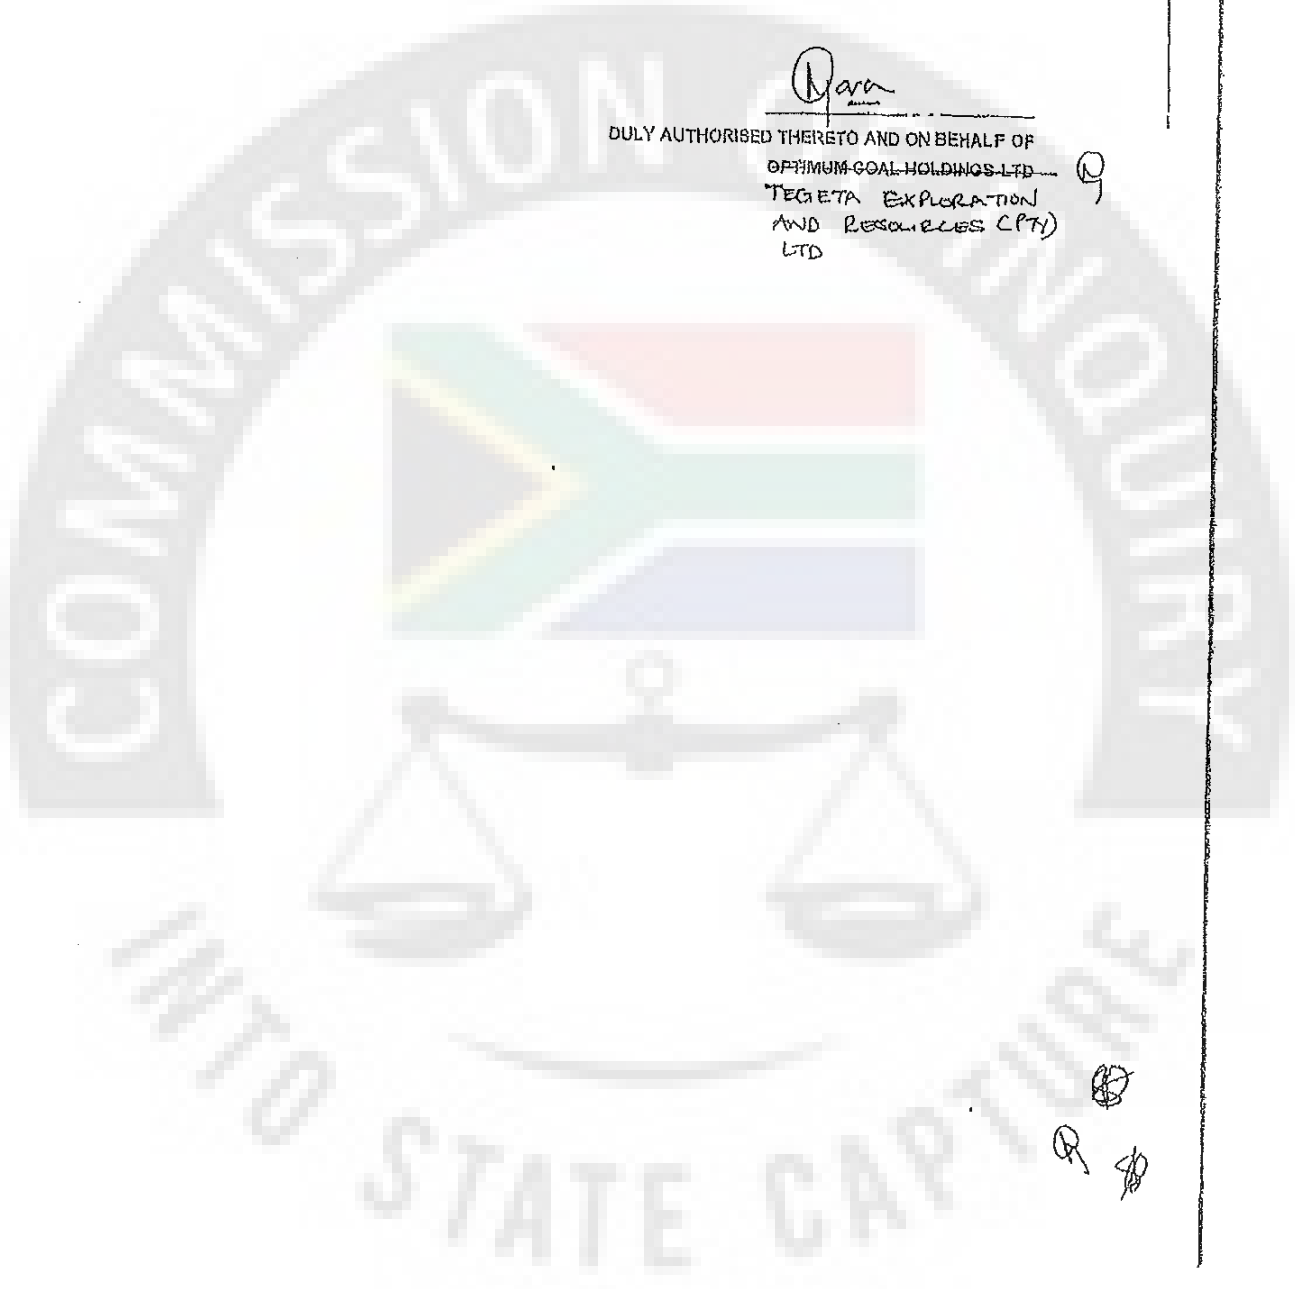 DULY AUTHORISED THERETO AND ON BEHALF OF
OPTIMUM COAL HOLDINGS LTD
TEGETA EXPLORATION
AND RESOURCES (PTY)
LTD
COMMISSION OF INQUIRY
INTO STATE CAPTURE